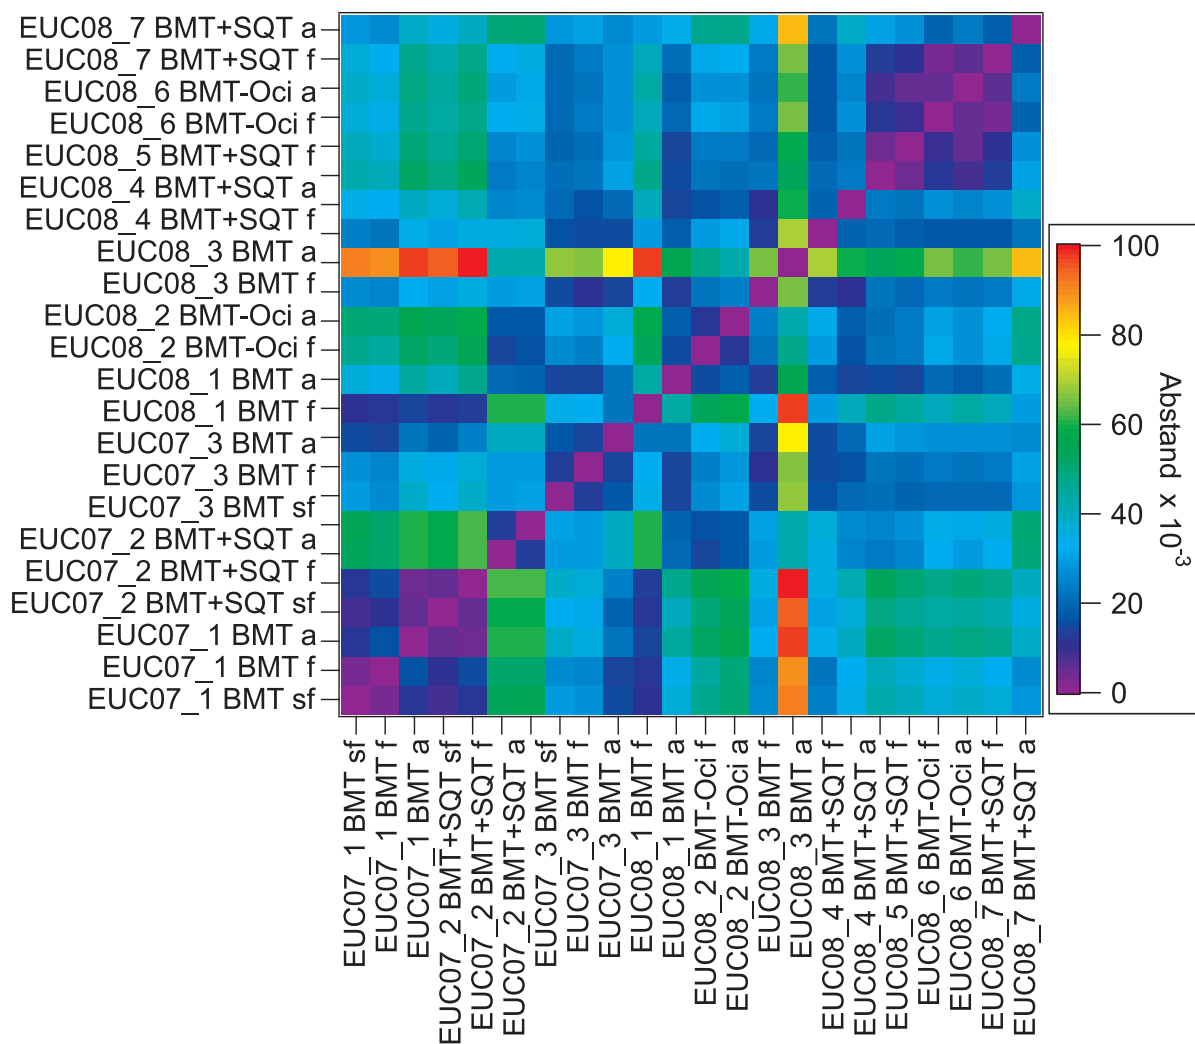 EUC08_7 BMT+SQT a
EUC08_7 BMT+SQT f
EUC08_6 BMT-Oci a
EUC08_6 BMT-Oci f
EUC08_5 BMT+SQT f
EUC08_4 BMT+SQT a
EUC08_4 BMT+SQT f
EUC08_3 BMT a
EUC08_3 BMT f
EUC08_2 BMT-Oci a
EUC08_2 BMT-Oci f
EUC08_1 BMT a
EUC08_1 BMT f
EUC07_3 BMT a
EUC07_3 BMT f
EUC07_3 BMT sf
EUC07_2 BMT+SQT a
EUC07_2 BMT+SQT f
EUC07_2 BMT+SQT sf
EUC07_1 BMT a
EUC07_1 BMT f
EUC07_1 BMT sf
EUC07_1 BMT sf
EUC07_1 BMT f
EUC07_1 BMT a
EUC07_2 BMT+SQT sf
EUC07_2 BMT+SQT f
EUC07_2 BMT+SQT a
EUC07_3 BMT sf
EUC07_3 BMT f
EUC07_3 BMT a
EUC08_1 BMT f
EUC08_1 BMT a
EUC08_2 BMT-Oci f
EUC08_2 BMT-Oci a
EUC08_3 BMT f
EUC08_3 BMT a
EUC08_4 BMT+SQT f
EUC08_4 BMT+SQT a
EUC08_5 BMT+SQT f
EUC08_6 BMT-Oci f
EUC08_6 BMT-Oci a
EUC08_7 BMT+SQT f
EUC08_7 BMT+SQT a
100
80
60
40
20
0
Abstand x 10⁻³